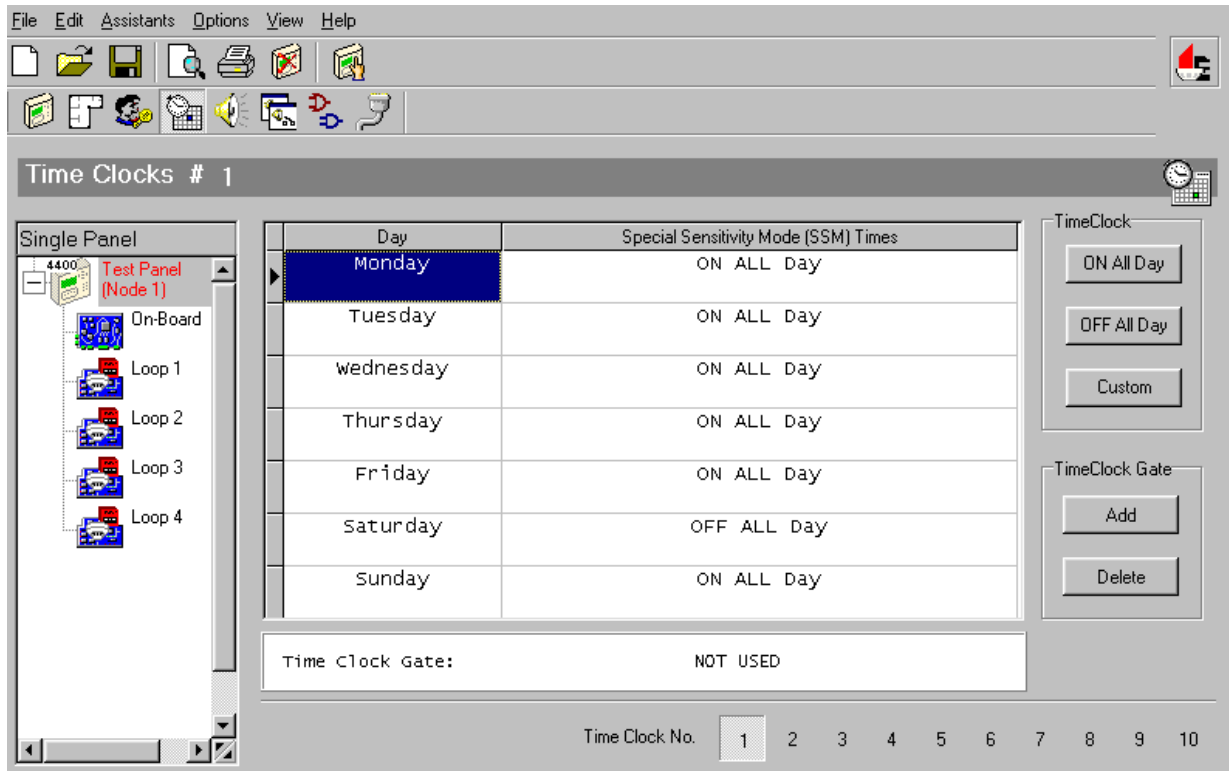 File Edit Assistants Options View Help
Time Clocks # 1
Single Panel
4400
Test Panel
(Node 1)
On-Board
Loop 1
Loop 2
Loop 3
Loop 4
Day Special Sensitivity Mode (SSM) Times
Monday ON ALL Day
Tuesday ON ALL Day
Wednesday ON ALL Day
Thursday ON ALL Day
Friday ON ALL Day
Saturday OFF ALL Day
Sunday ON ALL Day
Time Clock Gate: NOT USED
TimeClock
ON All Day
OFF All Day
Custom
TimeClock Gate
Add
Delete
Time Clock No. 1 2 3 4 5 6 7 8 9 10